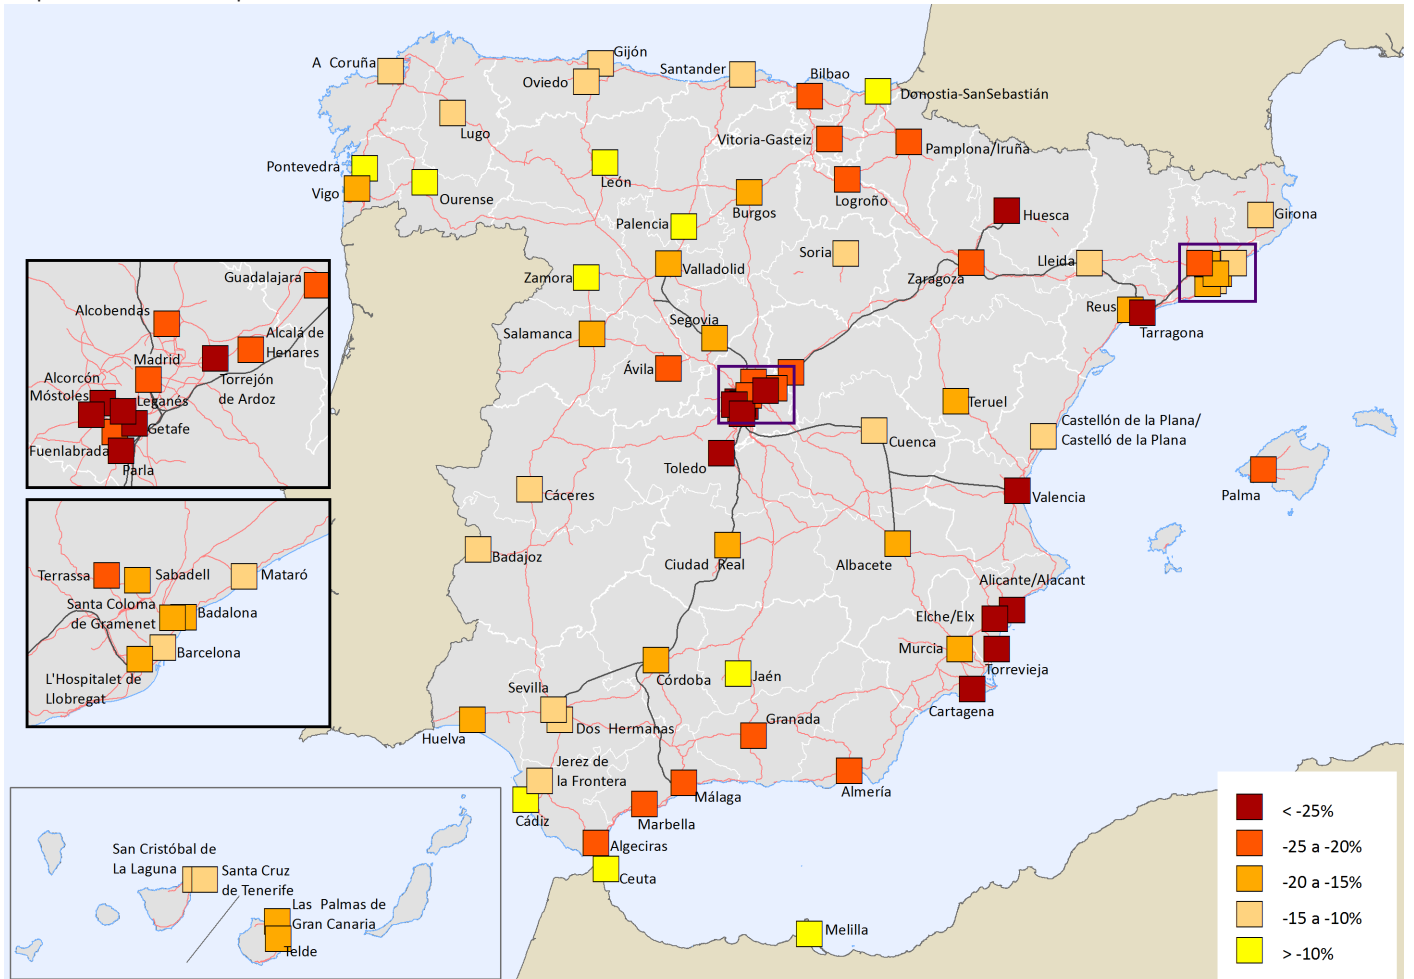 A Coruña
Gijón
Oviedo
Santander
Bilbao
Donostia-SanSebastián
Lugo
Vitoria-Gasteiz
Pamplona/Iruña
Pontevedra
León
Vigo
Ourense
Burgos
Logroño
Palencia
Huesca
Girona
Soria
Zaragoza
Lleida
Valladolid
Zamora
Reus
Tarragona
Segovia
Salamanca
Ávila
Teruel
Castellón de la Plana/
Castelló de la Plana/
Cuenca
Toledo
Valencia
Palma
Cáceres
Badajoz
Ciudad Real
Albacete
Alicante/Alacant
Elche/Elx
Murcia
Torrevieja
Cartagena
Córdoba
Jaén
Sevilla
Dos Hermanas
Granada
Huelva
Jerez de
la Frontera
Málaga
Almería
Cádiz
Marbella
Algeciras
Ceuta
Melilla
Guadalajara
Alcobendas
Alcalá de
Henares
Madrid
Torrejón
de Ardoz
Alcorcón
Móstoles
Leganés
Getafe
Fuenlabrada
Parla
Terrassa
Sabadell
Mataró
Santa Coloma
de Gramenet
Badalona
Barcelona
L'Hospitalet de
Llobregat
San Cristóbal de
La Laguna
Santa Cruz
de Tenerife
Las Palmas de
Gran Canaria
Telde
< -25%
-25 a -20%
-20 a -15%
-15 a -10%
> -10%